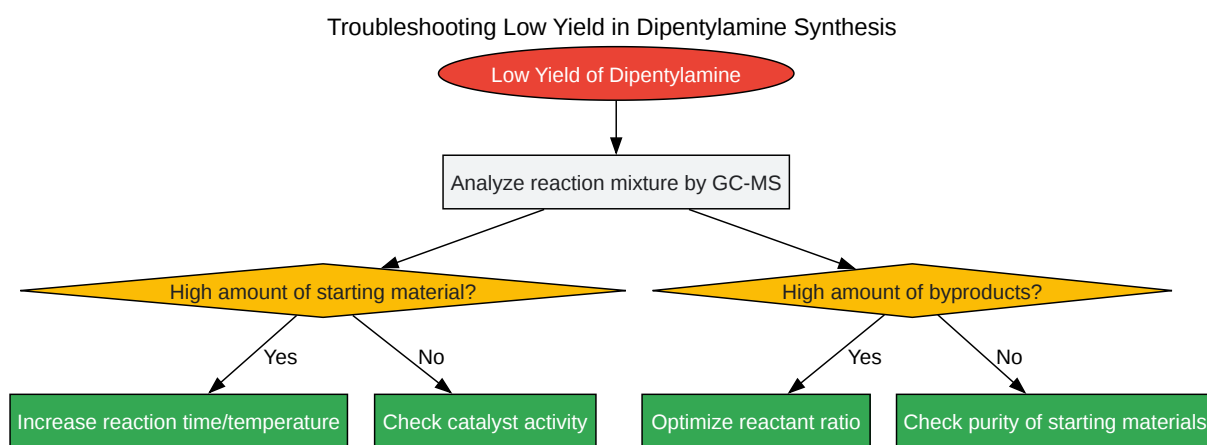 Troubleshooting Low Yield in Dipentylamine Synthesis
Low Yield of Dipentylamine
Analyze reaction mixture by GC-MS
High amount of starting material?
High amount of byproducts?
Yes
No
Yes
No
Increase reaction time/temperature
Check catalyst activity
Optimize reactant ratio
Check purity of starting materials